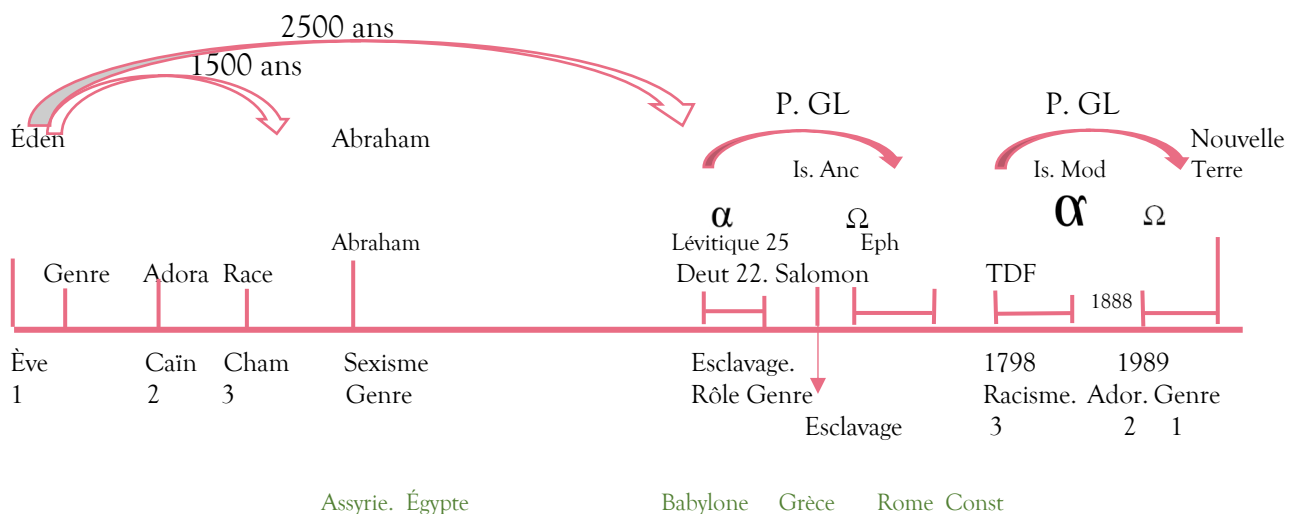 2500 ans
1500 ans
P. GL P. GL
Éden Abraham Nouvelle
Is. Anc Is. Mod Terre
α Ω α Ω
Abraham Lévitique 25 Eph
Genre Adora Race Deut 22. Salomon TDF
1888
Ève Caïn Cham Sexisme Esclavage. 1798 1989
1 2 3 Genre Rôle Genre Racisme. Ador. Genre
Esclavage 3 2 1
Assyrie. Égypte Babylone Grèce Rome Const